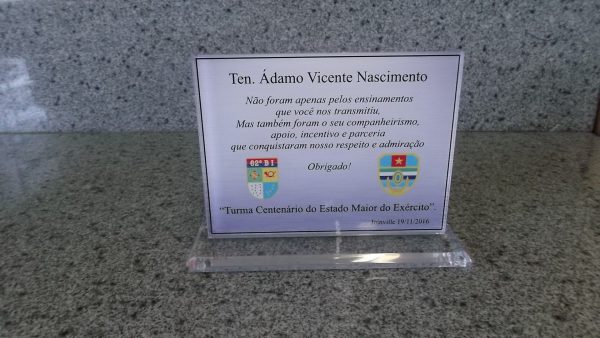 Ten. Ádamo Vicente Nascimento
Não foram apenas pelos ensinamentos
que você nos transmitiu,
Mas também foram o seu companheirismo,
apoio, incentivo e parceria
que conquistaram nosso respeito e admiração
62º B I
Obrigado!
“Turma Centenário do Estado Maior do Exército”.
Joinville 19/11/2016